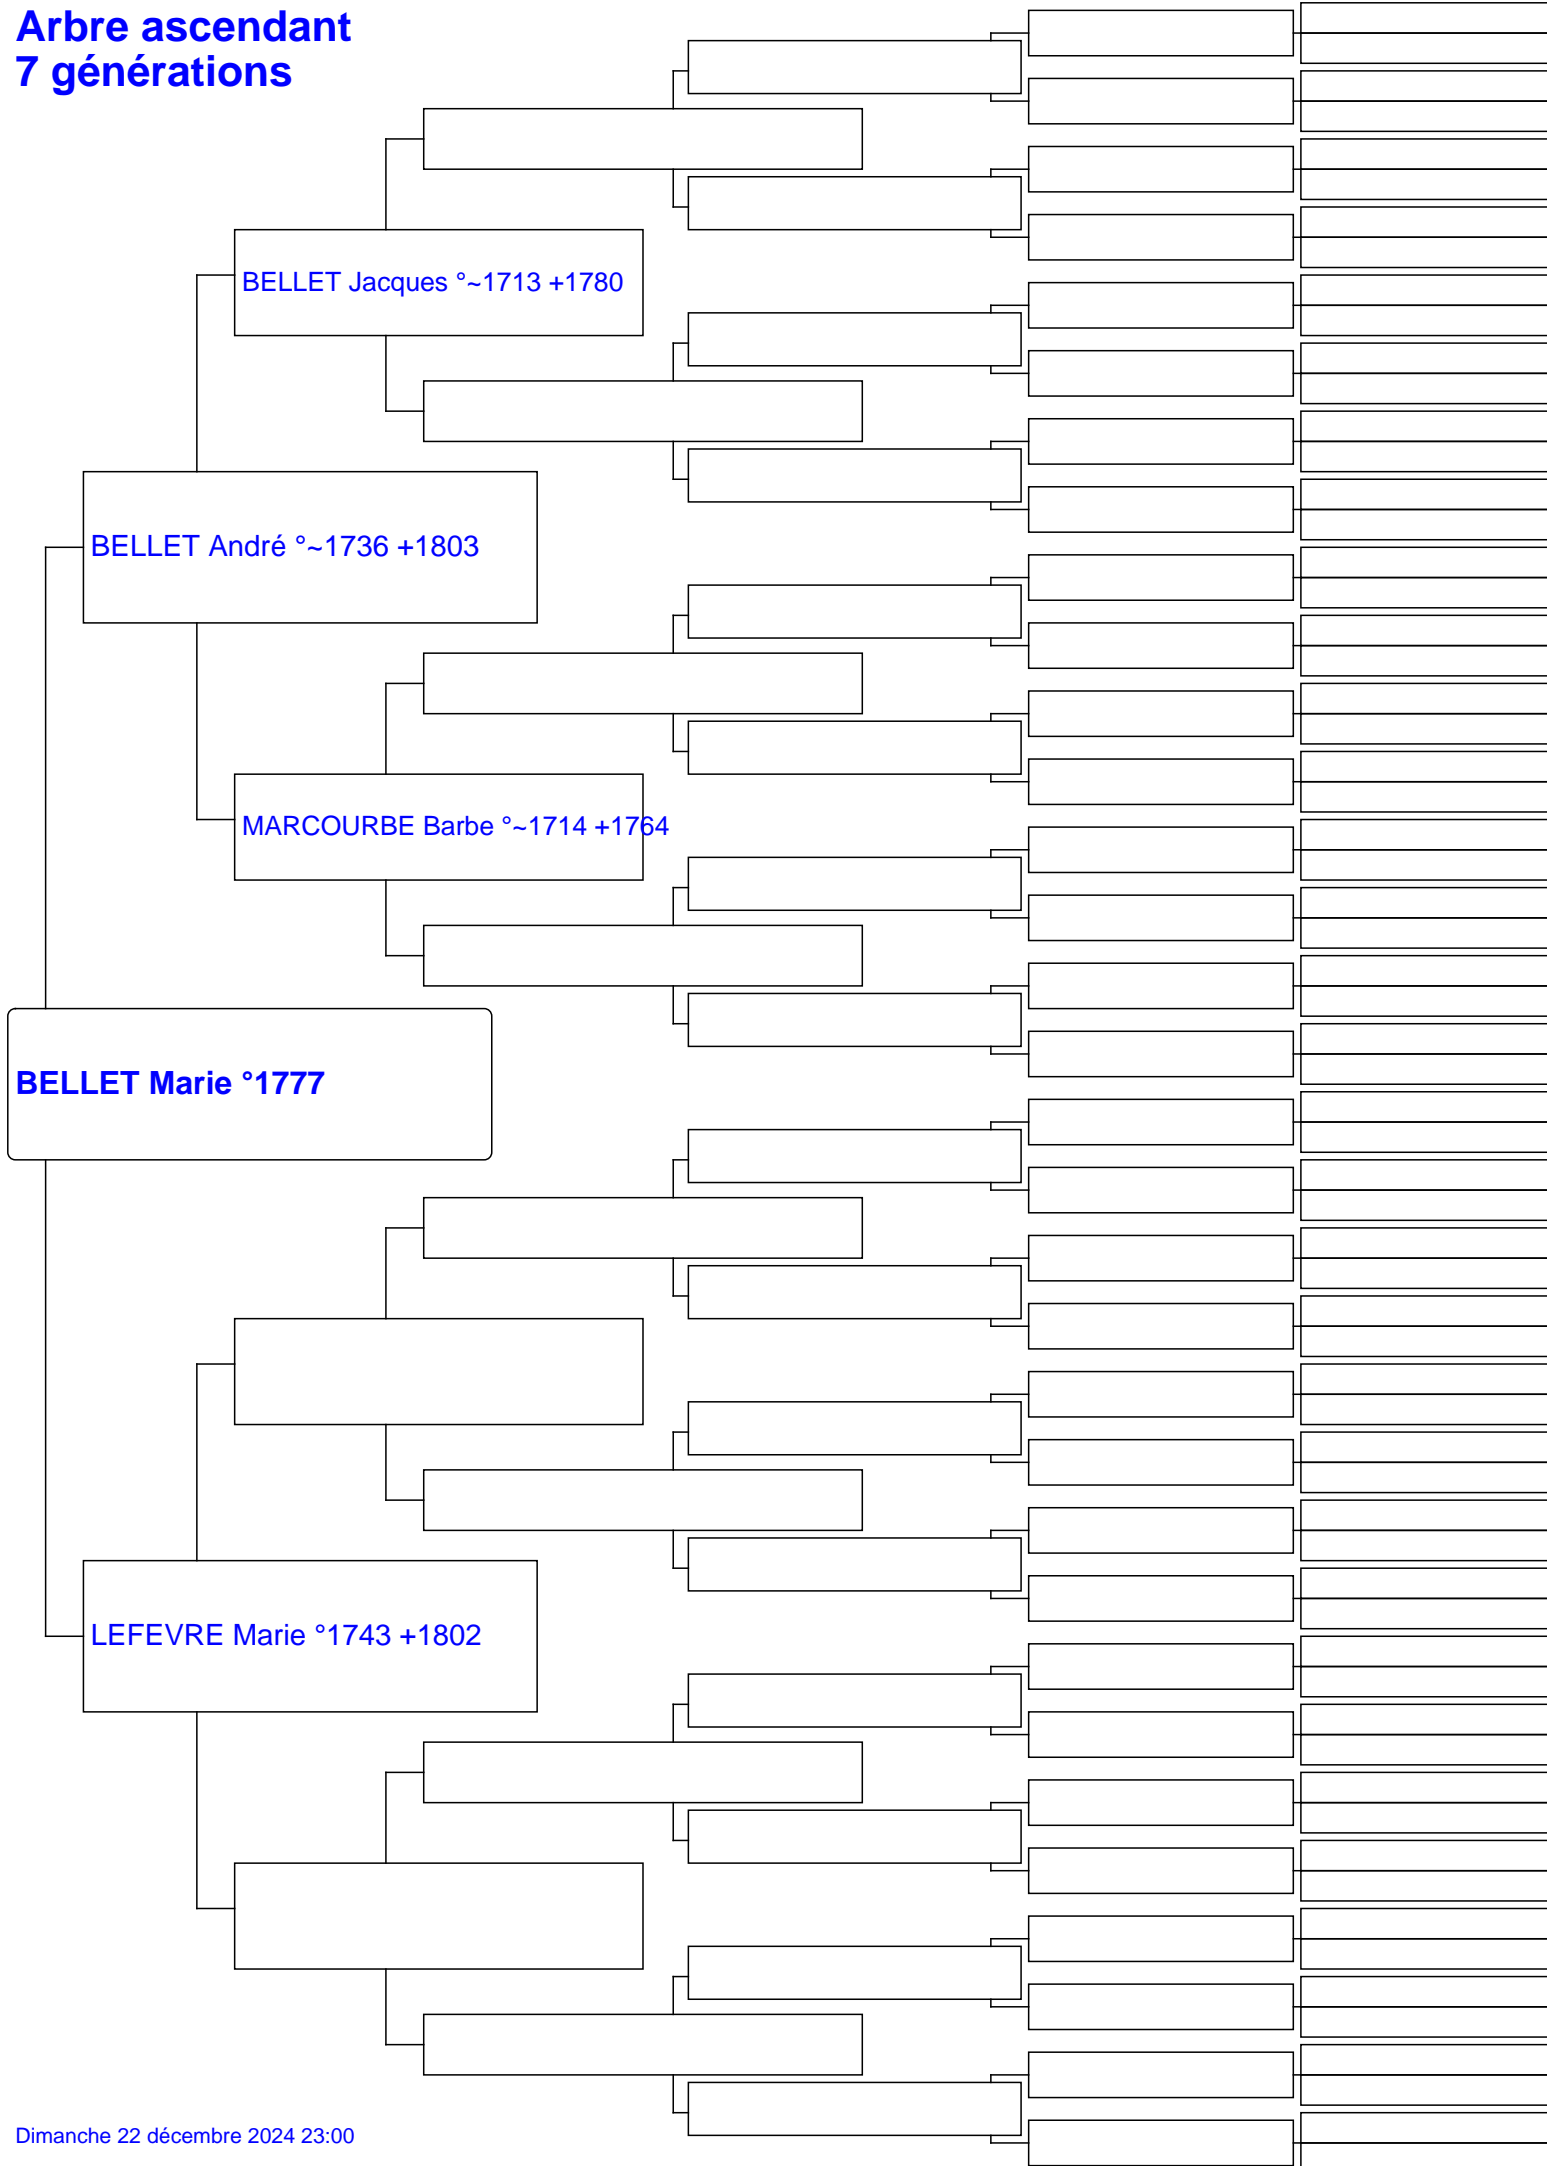 Arbre ascendant
7 générations
BELLET Jacques °~1713 +1780
BELLET André °~1736 +1803
MARCOURBE Barbe °~1714 +1764
BELLET Marie °1777
LEFEVRE Marie °1743 +1802
Dimanche 22 décembre 2024 23:00